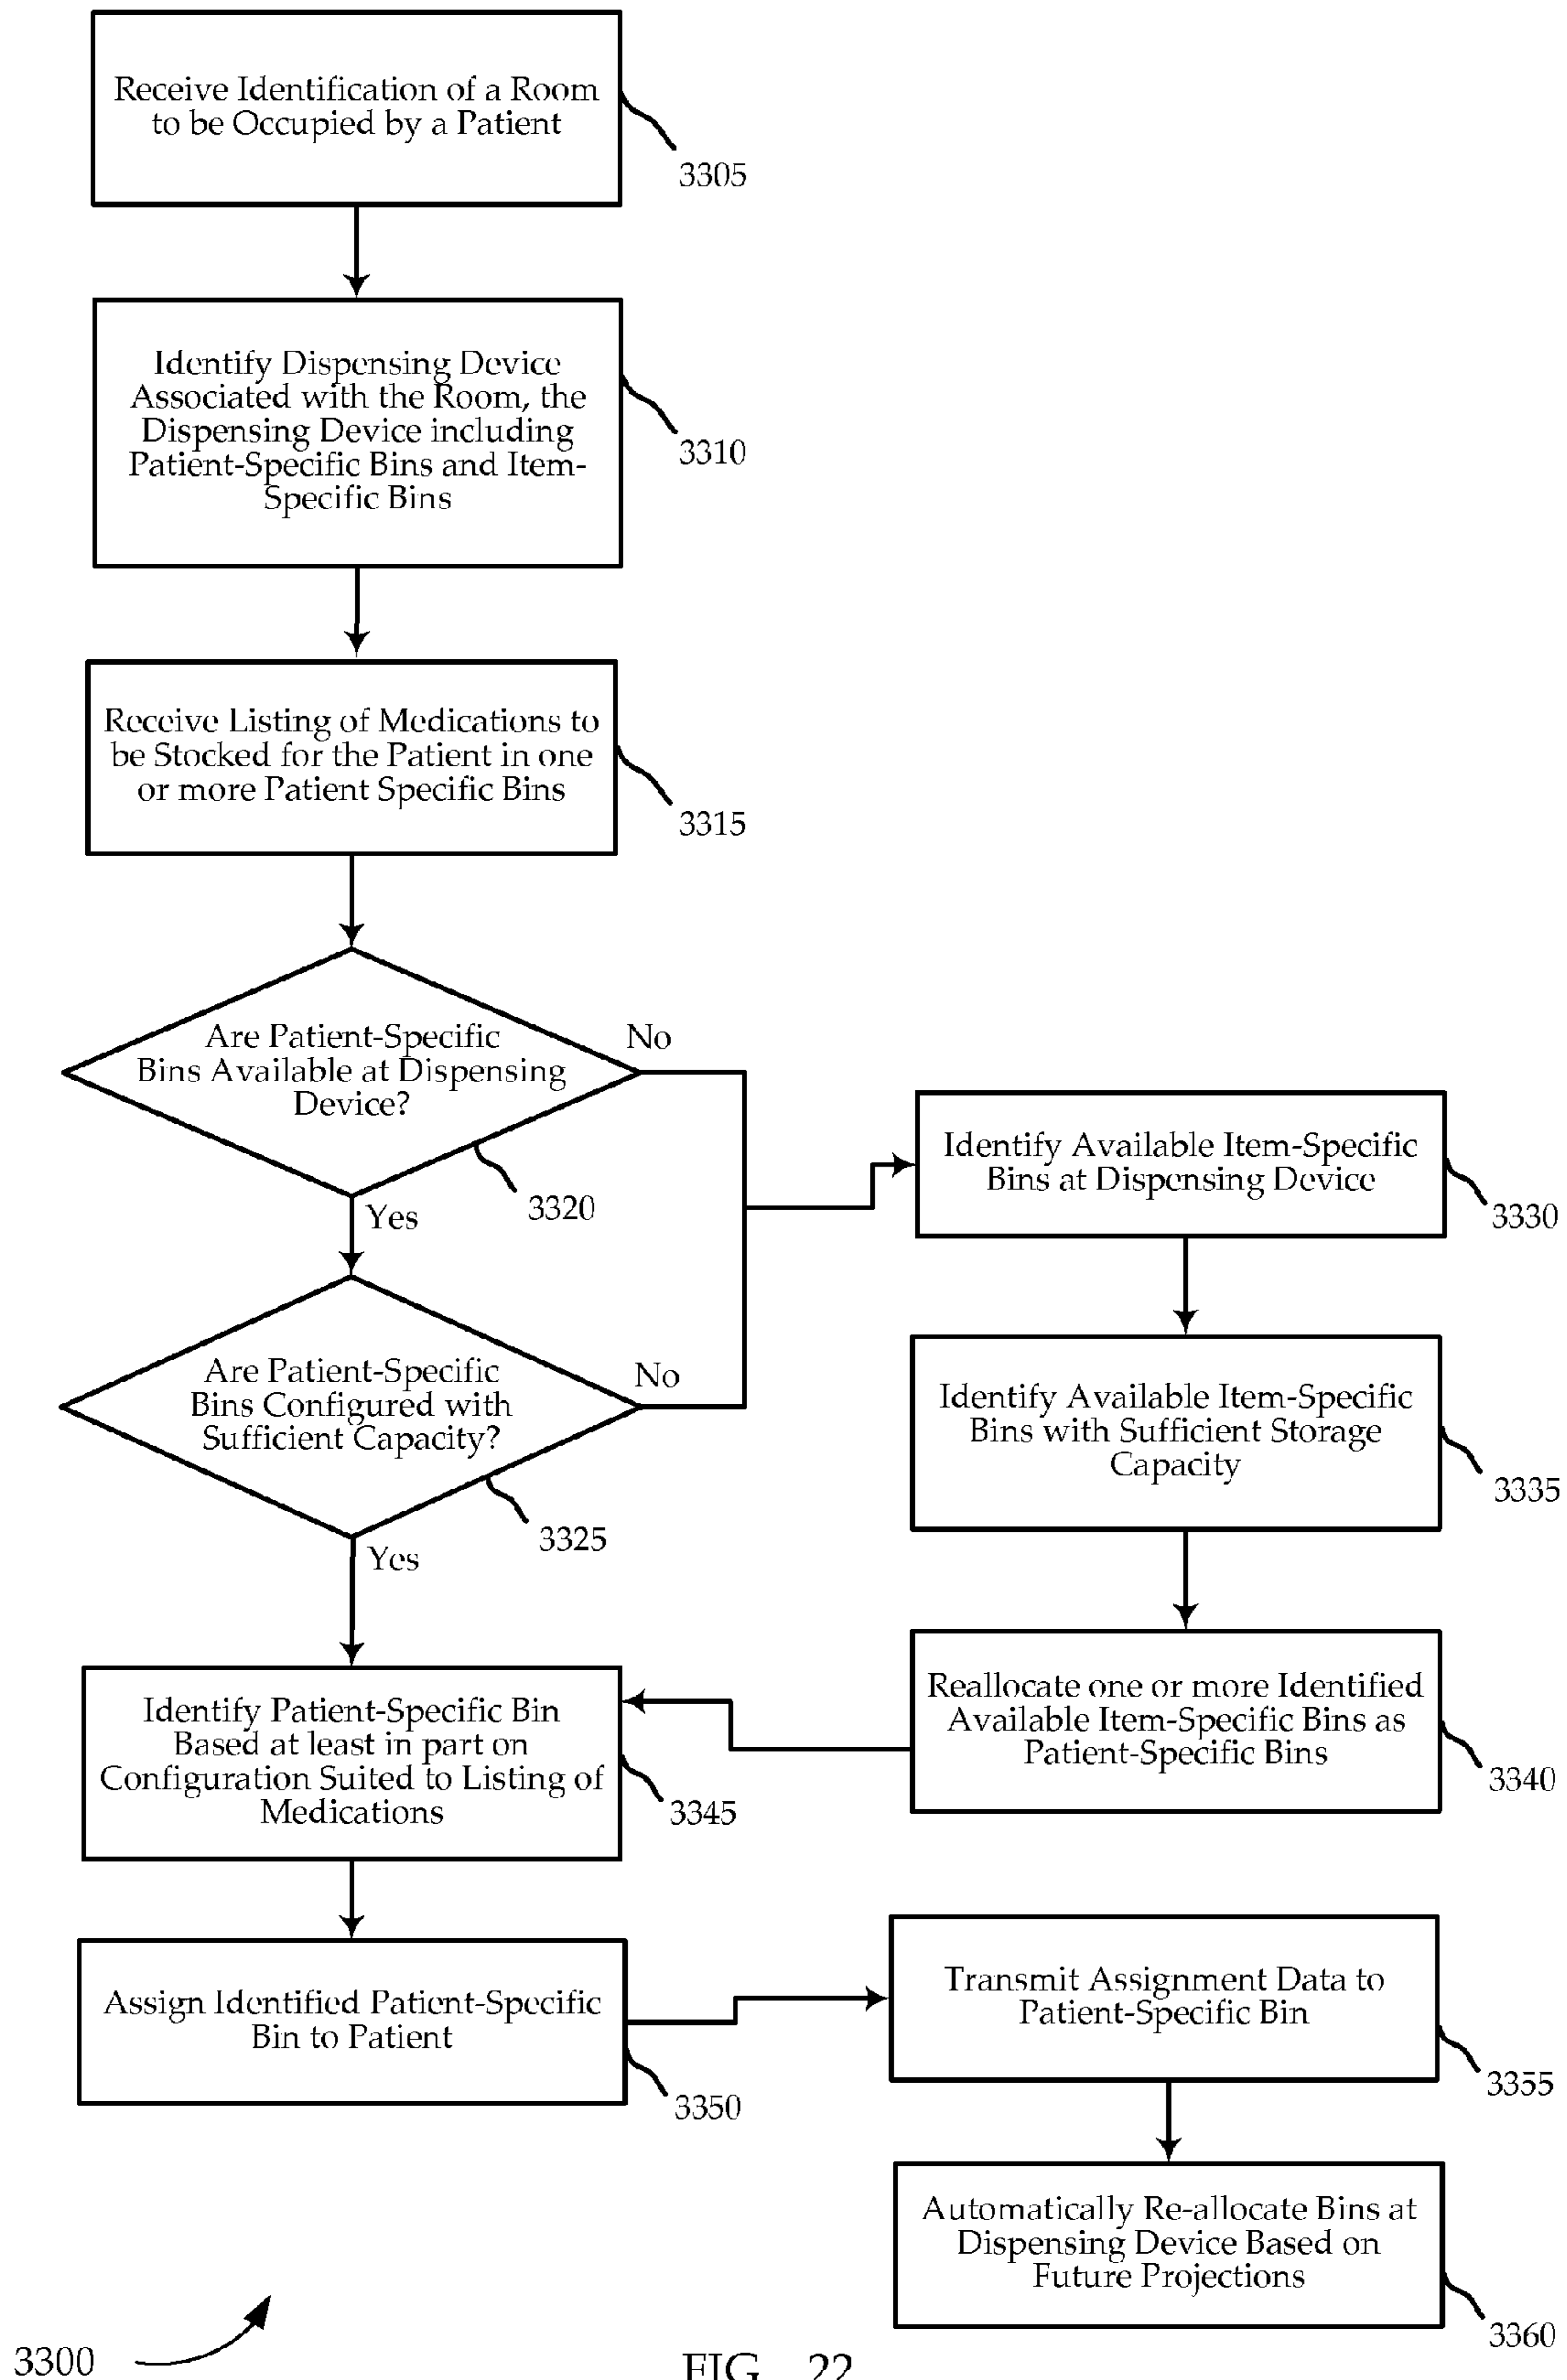 Receive Identification of a Room
to be Occupied by a Patient
3305
Identify Dispensing Device
Associated with the Room, the
Dispensing Device including
Patient-Specific Bins and Item-
Specific Bins
3310
Receive Listing of Medications to
be Stocked for the Patient in one
or more Patient Specific Bins
3315
Are Patient-Specific
Bins Available at Dispensing
Device?
No
3320
Yes
Are Patient-Specific
Bins Configured with
Sufficient Capacity?
No
3325
Yes
Identify Available Item-Specific
Bins at Dispensing Device
3330
Identify Available Item-Specific
Bins with Sufficient Storage
Capacity
3335
Reallocate one or more Identified
Available Item-Specific Bins as
Patient-Specific Bins
3340
Identify Patient-Specific Bin
Based at least in part on
Configuration Suited to Listing of
Medications
3345
Assign Identified Patient-Specific
Bin to Patient
3350
Transmit Assignment Data to
Patient-Specific Bin
3355
Automatically Re-allocate Bins at
Dispensing Device Based on
Future Projections
3360
3300
FIG. 22